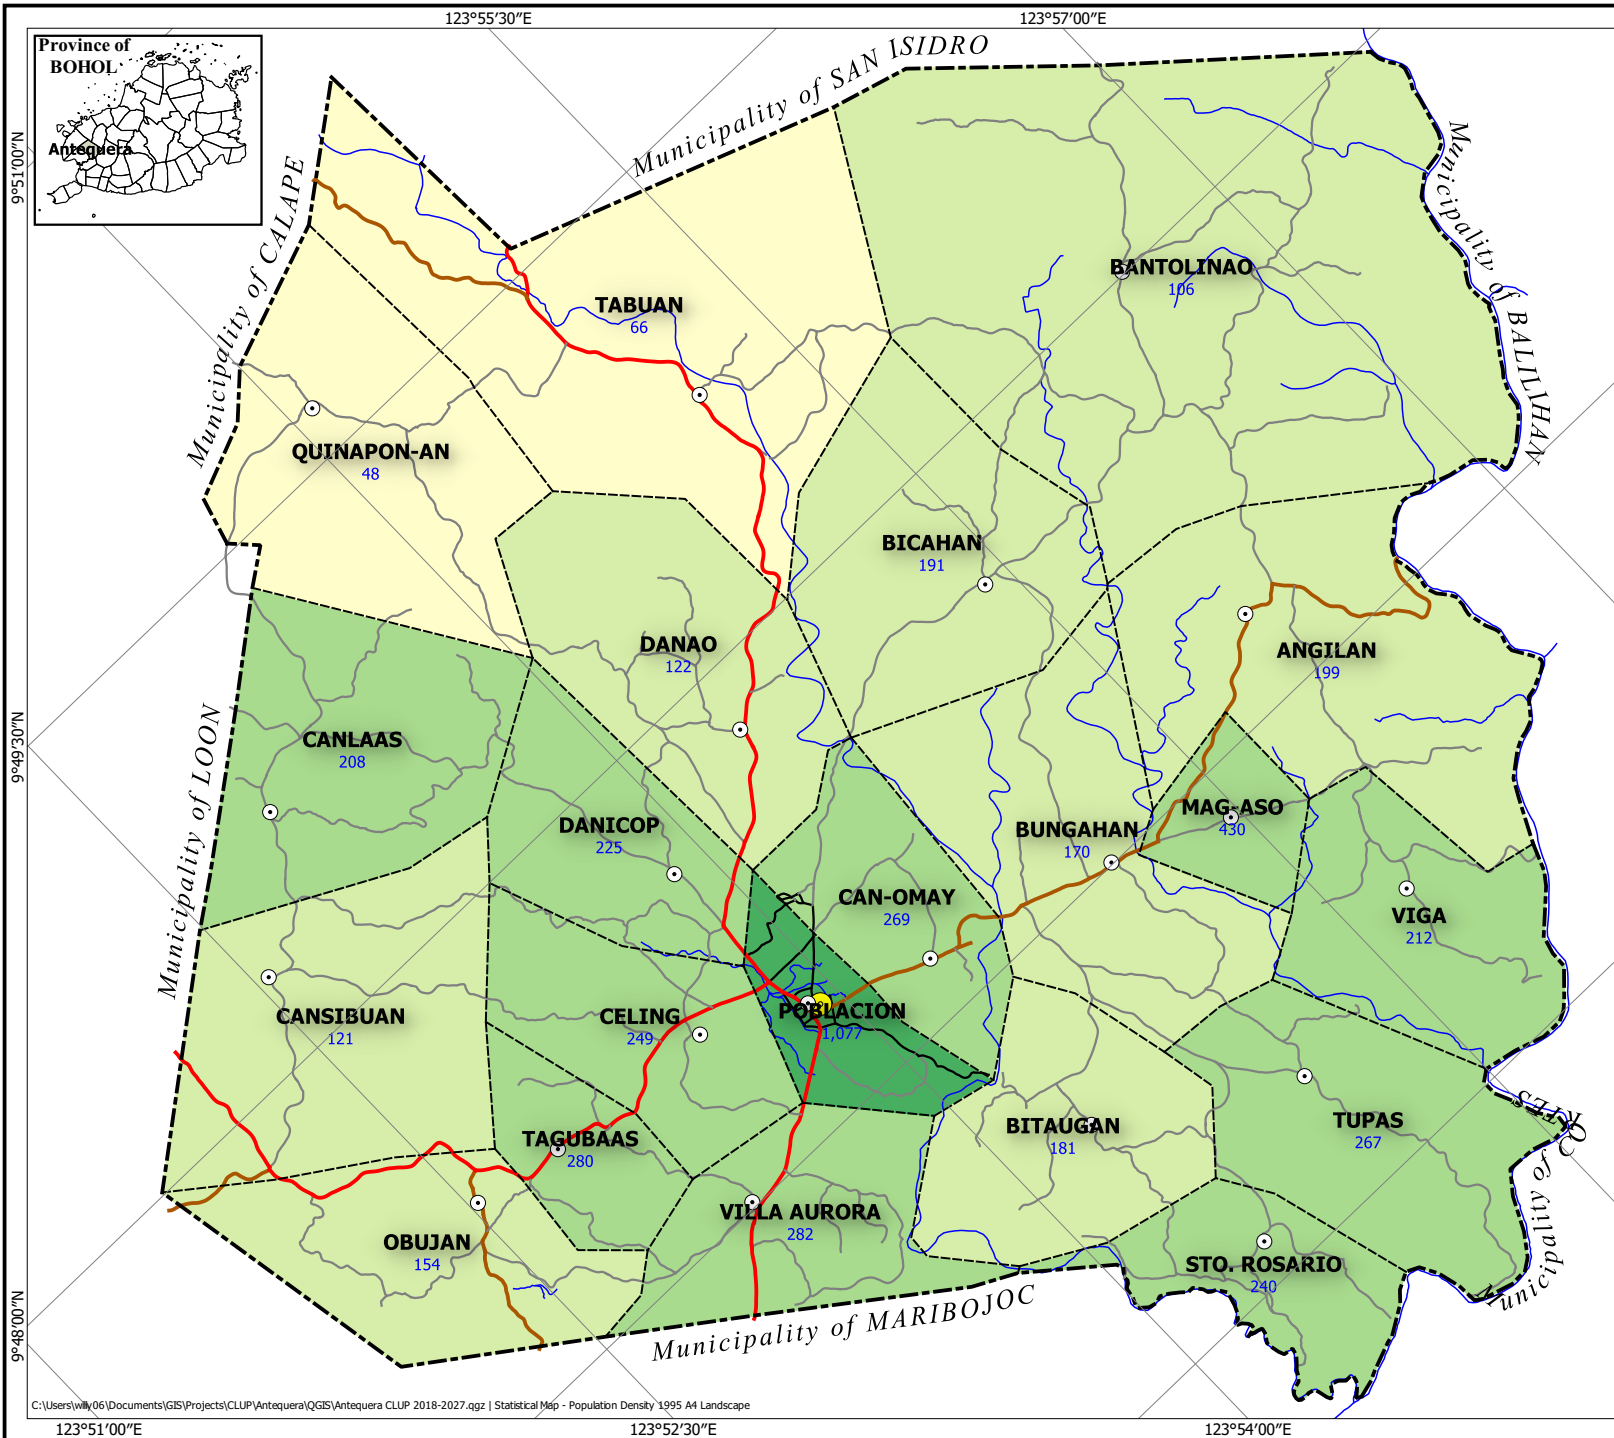 123°55'30"E
123°57'00"E
Province of
BOHOL
Antequera
9°51'00"N
9°49'30"N
9°48'00"N
Municipality of SAN ISIDRO
Municipality of CALAPE
Municipality of BALILIHAN
Municipality of LOON
BANTOLINAO
106
TABUAN
66
QUINAPON-AN
48
BICAHAN
191
DANAO
122
ANGILAN
199
CANLAAS
208
DANICOP
225
MAG-ASO
430
BUNGAHAN
170
CAN-OMAY
269
VIGA
212
CANSIBUAN
121
CELING
249
POBLACION
1,077
BITAUGAN
181
TUPAS
267
TAGUBAAS
280
VILLA AURORA
282
OBUJAN
154
STO. ROSARIO
240
Municipality of CORTES
Municipality of MARIBOJOC
C:\Users\willy06\Documents\GIS\Projects\CLUP\Antequera\QGIS\Antequera CLUP 2018-2027.qgz | Statistical Map - Population Density 1995 A4 Landscape
123°51'00"E
123°52'30"E
123°54'00"E